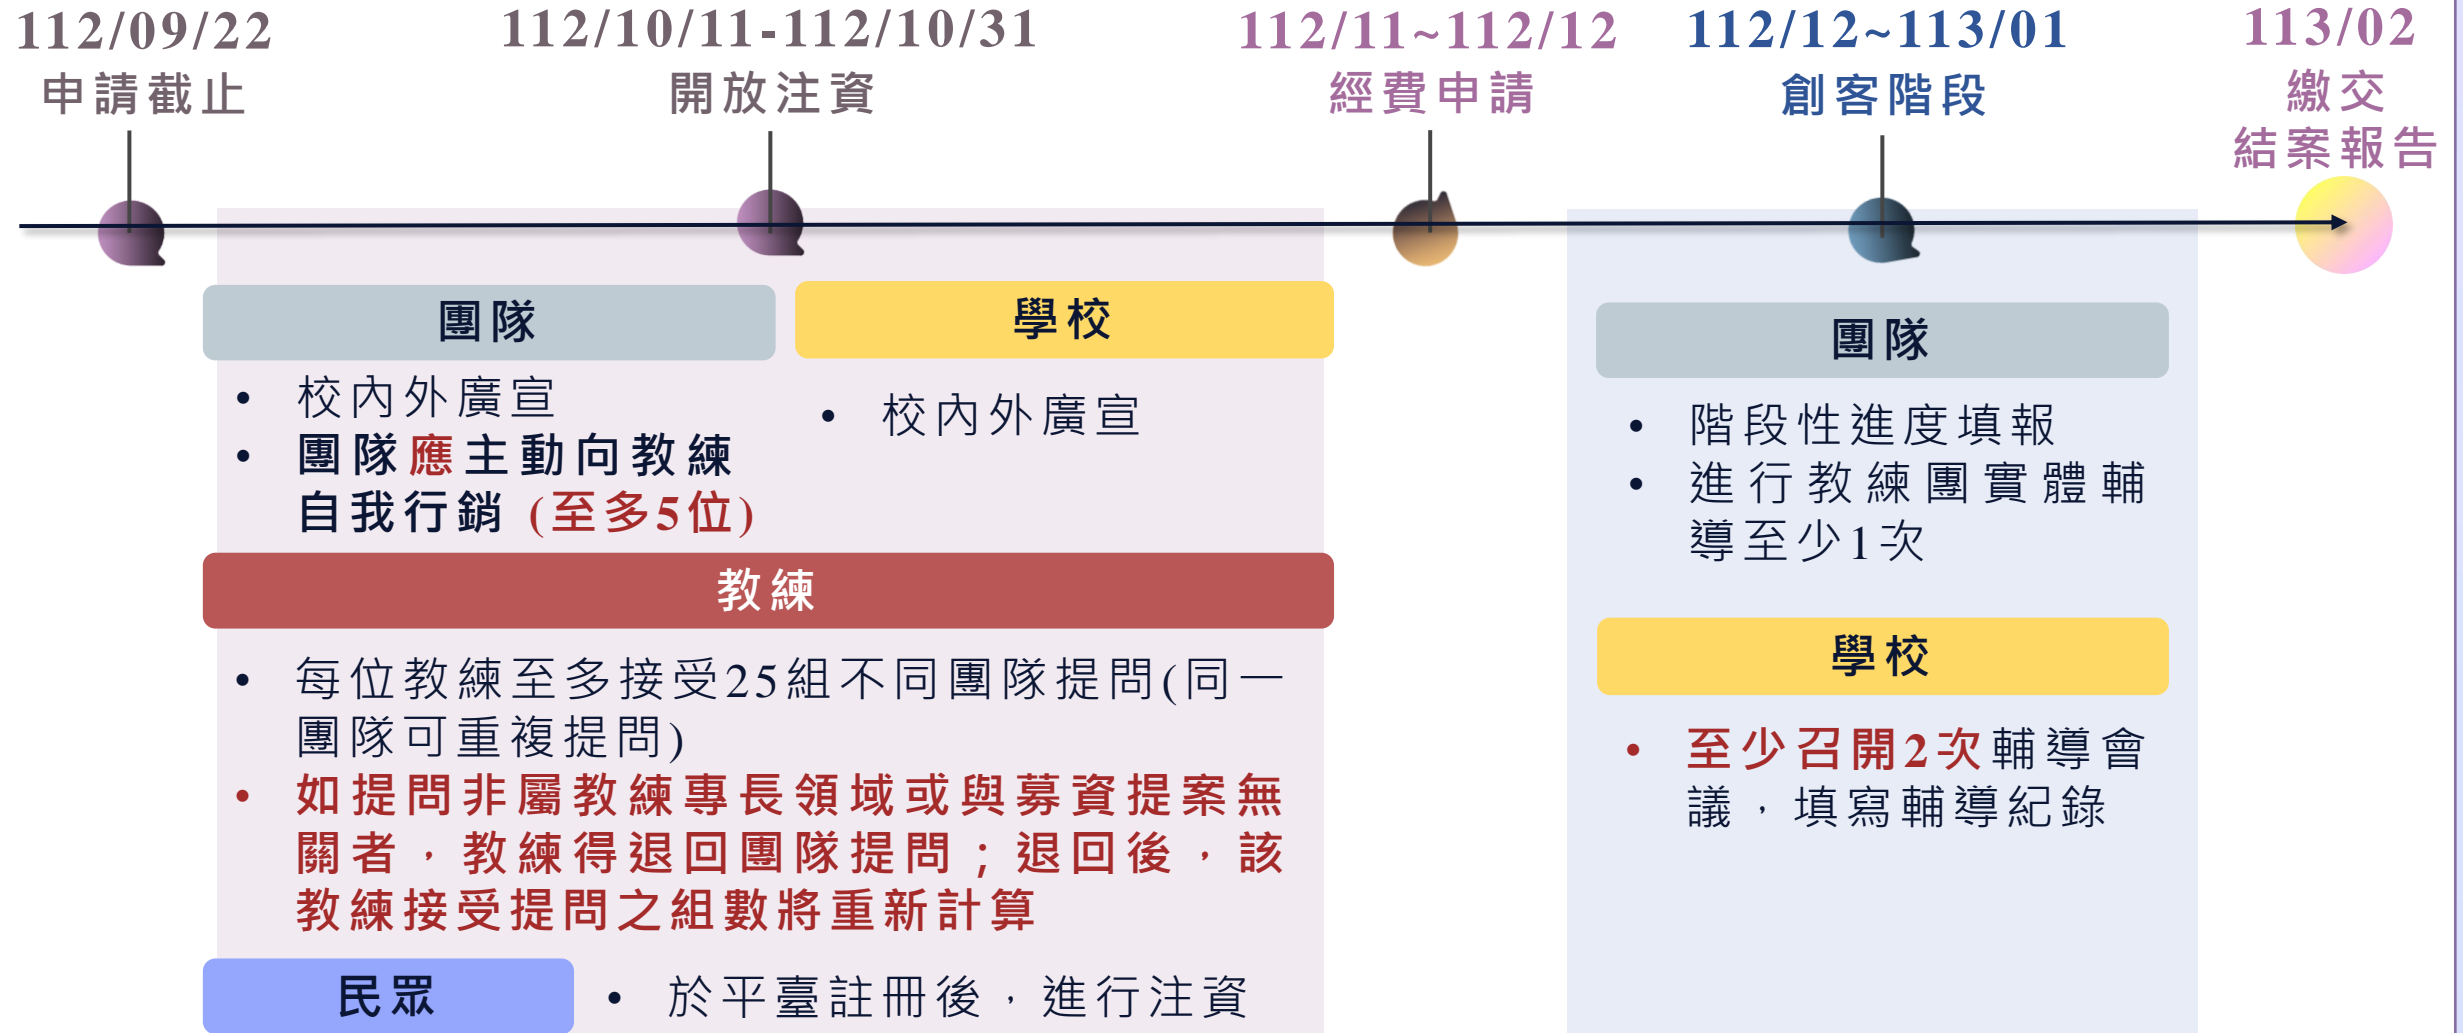 112/09/22
申請截止
112/10/11-112/10/31
開放注資
112/11~112/12
經費申請
112/12~113/01
創客階段
113/02
繳交
結案報告
團隊
• 校內外廣宣
• 團隊應主動向教練
自我行銷 (至多5位)
學校
• 校內外廣宣
教練
• 每位教練至多接受25組不同團隊提問(同一
團隊可重複提問)
• 如提問非屬教練專長領域或與募資提案無
關者，教練得退回團隊提問；退回後，該
教練接受提問之組數將重新計算
民眾
• 於平臺註冊後，進行注資
團隊
• 階段性進度填報
• 進行教練團實體輔
導至少1次
學校
• 至少召開2次輔導會
議，填寫輔導紀錄